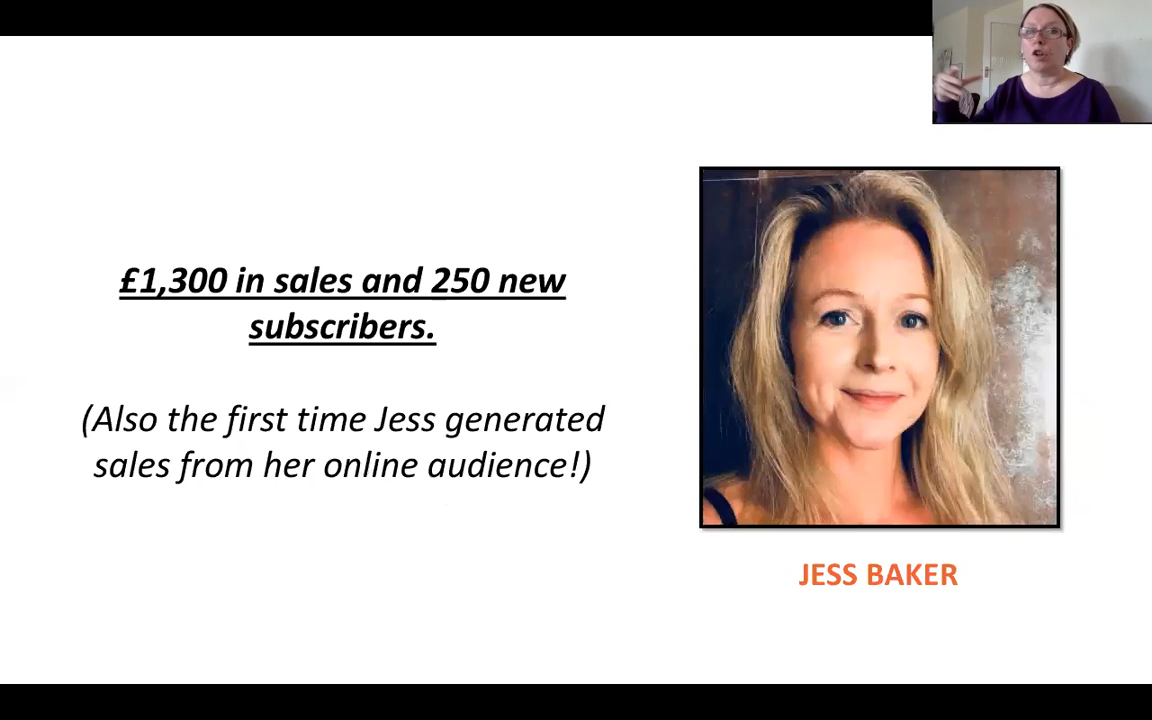 £1,300 in sales and 250 new
subscribers.
(Also the first time Jess generated
sales from her online audience!)
JESS BAKER